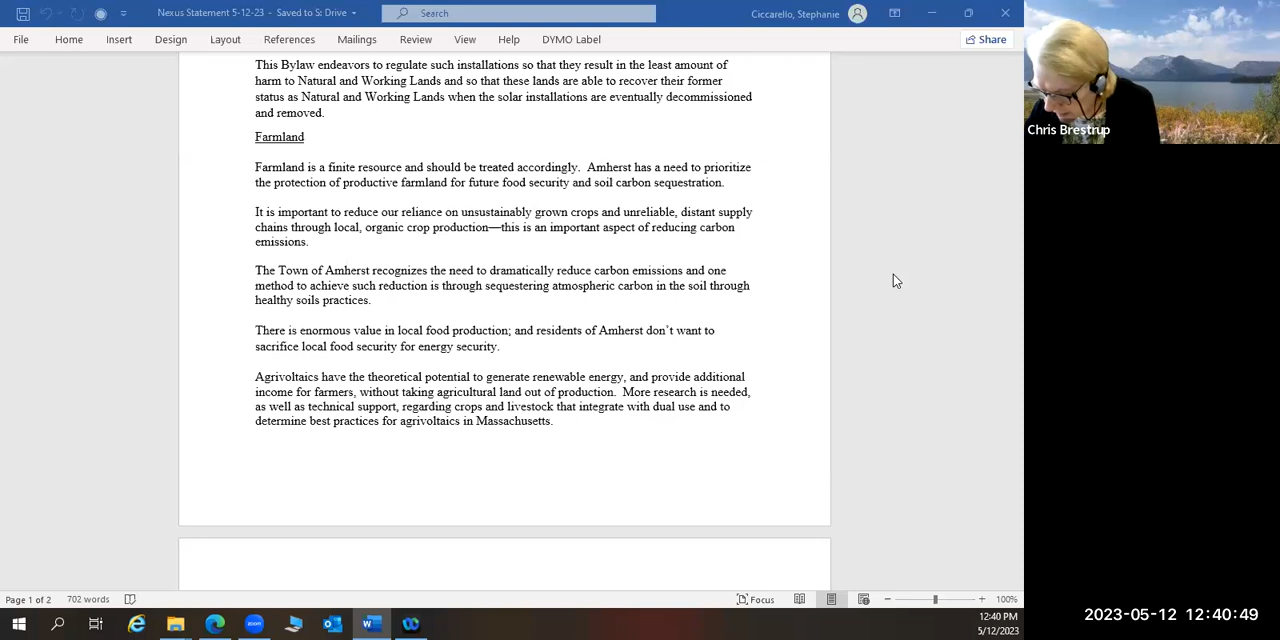 Nexus Statement 5-12-23 - Saved to S: Drive
Search
Ciccarello, Stephanie
File Home Insert Design Layout References Mailings Review View Help DYMO Label Share
This Bylaw endeavors to regulate such installations so that they result in the least amount of
harm to Natural and Working Lands and so that these lands are able to recover their former
status as Natural and Working Lands when the solar installations are eventually decommissioned
and removed.
Farmland
Farmland is a finite resource and should be treated accordingly.  Amherst has a need to prioritize
the protection of productive farmland for future food security and soil carbon sequestration.
It is important to reduce our reliance on unsustainably grown crops and unreliable, distant supply
chains through local, organic crop production—this is an important aspect of reducing carbon
emissions.
The Town of Amherst recognizes the need to dramatically reduce carbon emissions and one
method to achieve such reduction is through sequestering atmospheric carbon in the soil through
healthy soils practices.
There is enormous value in local food production; and residents of Amherst don't want to
sacrifice local food security for energy security.
Agrivoltaics have the theoretical potential to generate renewable energy, and provide additional
income for farmers, without taking agricultural land out of production.  More research is needed,
as well as technical support, regarding crops and livestock that integrate with dual use and to
determine best practices for agrivoltaics in Massachusetts.
Page 1 of 2 702 words Focus 100%
zoom
12:40 PM
5/12/2023
Chris Brestrup
2023-05-12 12:40:49